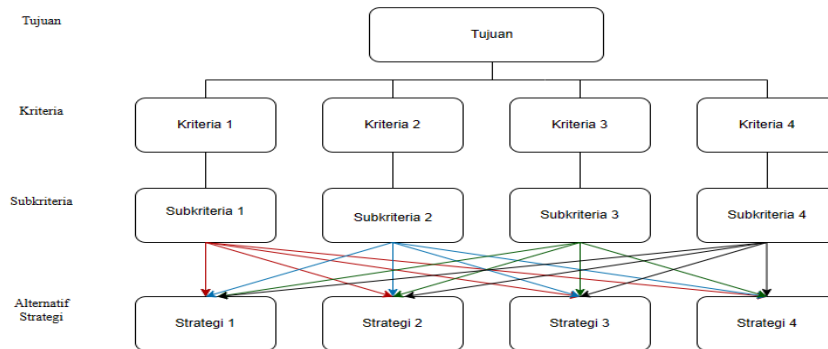 Tujuan
Tujuan
Kriteria
Kriteria 1
Kriteria 2
Kriteria 3
Kriteria 4
Subkriteria
Subkriteria 1
Subkriteria 2
Subkriteria 3
Subkriteria 4
Alternatif
Strategi
Strategi 1
Strategi 2
Strategi 3
Strategi 4